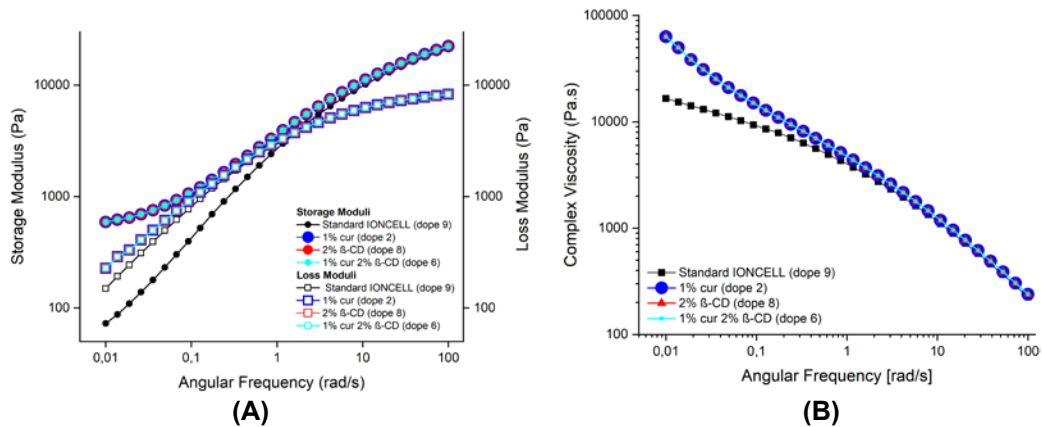 10000
1000
100
Storage Modulus (Pa)
0,01 0,1 1 10 100
Angular Frequency (rad/s)
10000
1000
100
Loss Modulus (Pa)
Storage Moduli
Standard IONCELL (dope 9)
1% cur (dope 2)
2% ß-CD (dope 8)
1% cur 2% ß-CD (dope 6)
Loss Moduli
Standard IONCELL (dope 9)
1% cur (dope 2)
2% ß-CD (dope 8)
1% cur 2% ß-CD (dope 6)
(A)
100000
10000
1000
100
Complex Viscosity (Pa.s)
Standard IONCELL (dope 9)
1% cur (dope 2)
2% ß-CD (dope 8)
1% cur 2% ß-CD (dope 6)
0,01 0,1 1 10 100
Angular Frequency [rad/s]
(B)